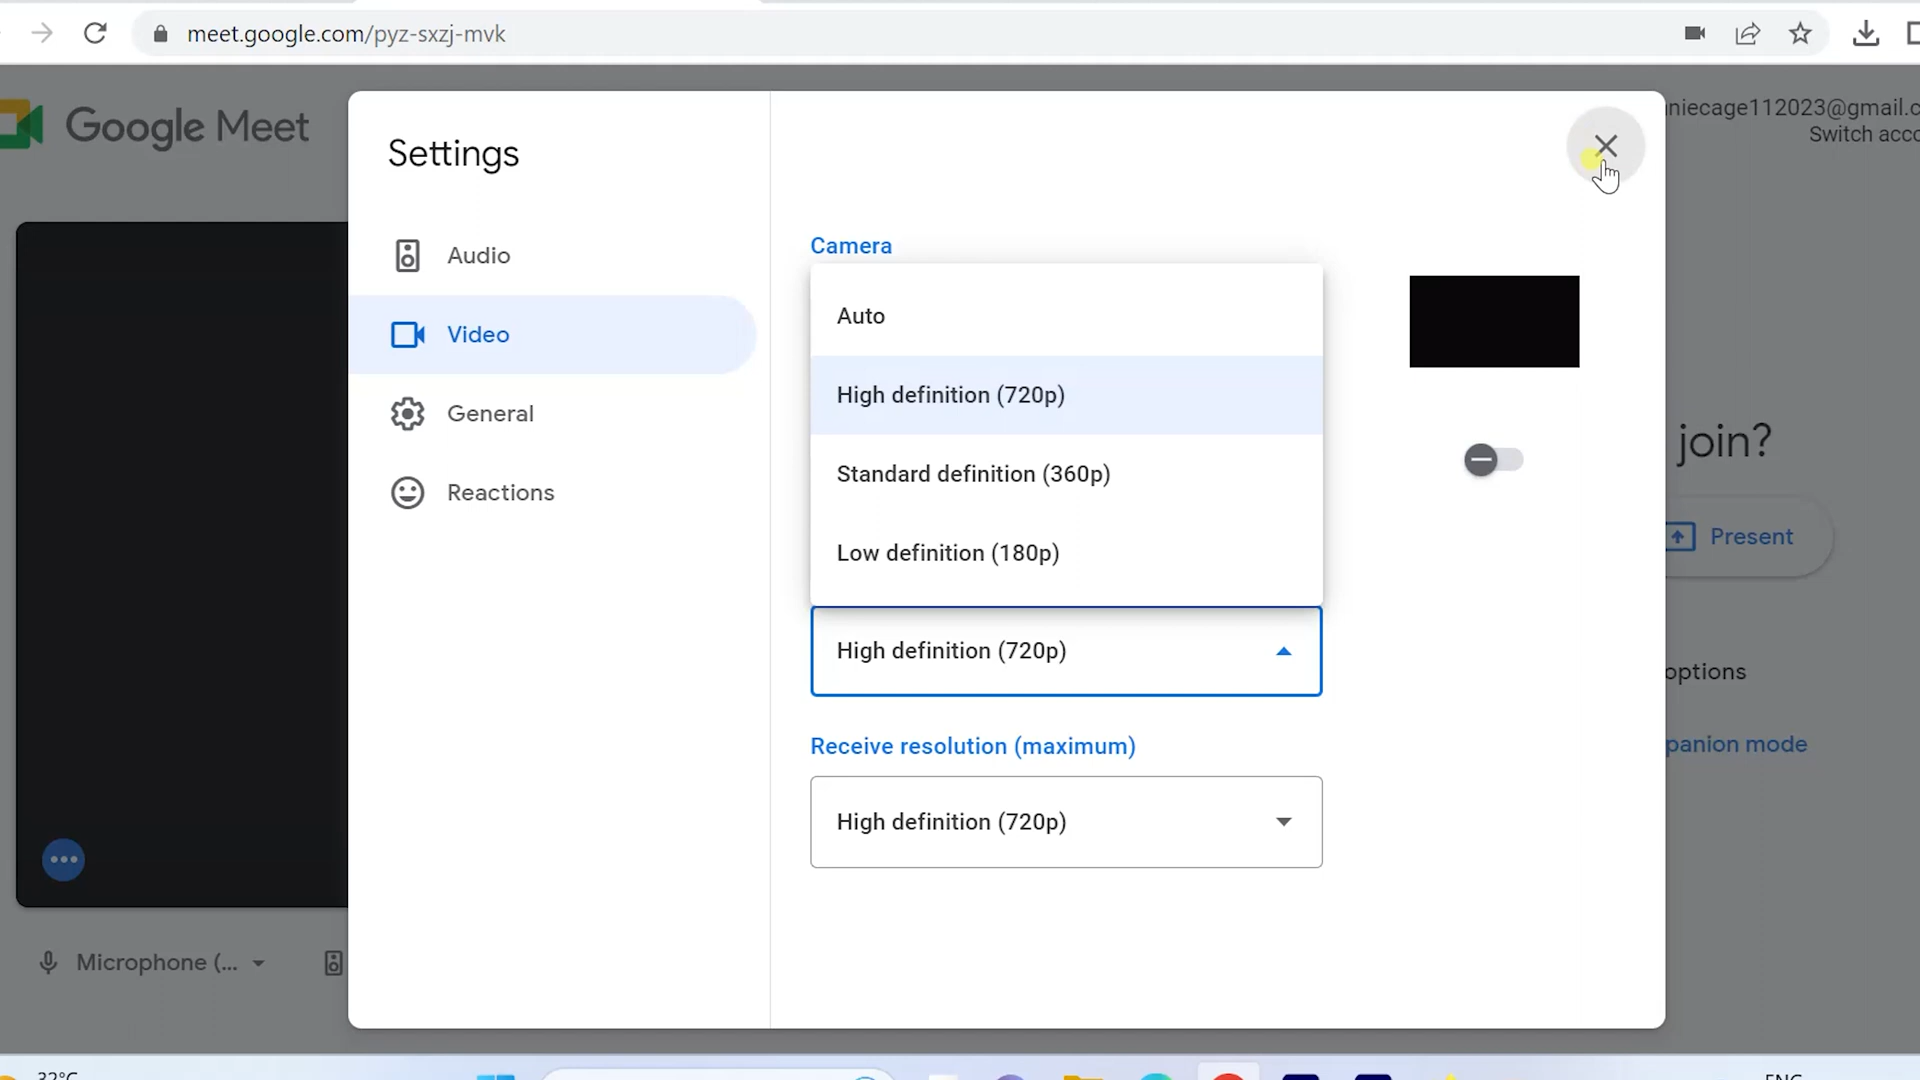 meet.google.com/pyz-sxzj-mvk
Google Meet
niecage112023@gmail.c
Switch acco
Settings
Audio
Video
General
Reactions
Camera
Auto
High definition (720p)
Standard definition (360p)
Low definition (180p)
High definition (720p)
Receive resolution (maximum)
High definition (720p)
join?
Present
options
panion mode
Microphone (...
32°C
ENG